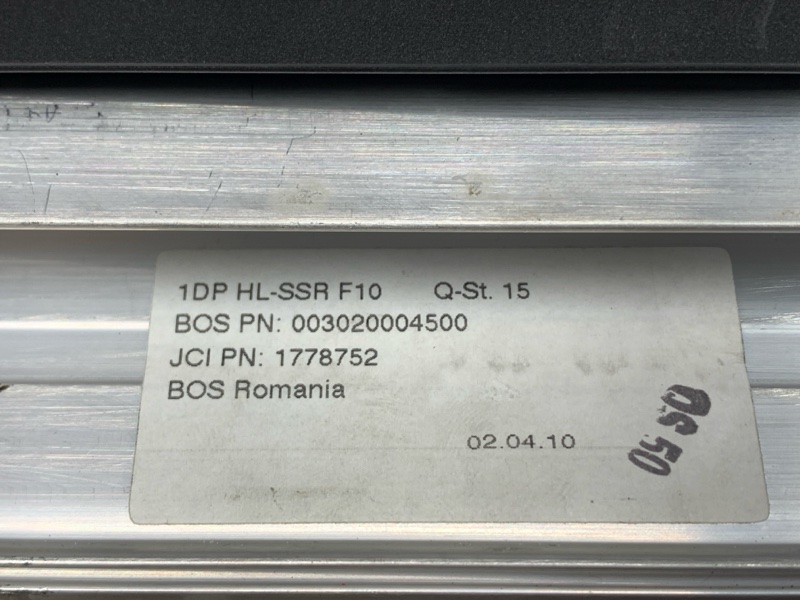 1DP HL-SSR F10 Q-St. 15
BOS PN: 003020004500
JCI PN: 1778752
BOS Romania
02.04.10